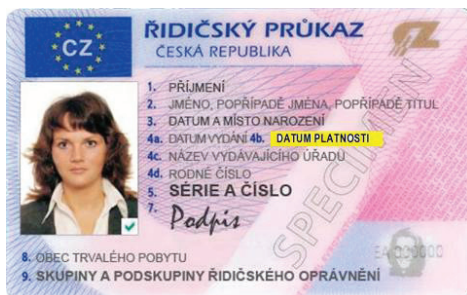 CZ
ŘIDIČSKÝ PRŮKAZ
ČESKÁ REPUBLIKA
1. PŘÍJMENÍ
2. JMÉNO, POPŘÍPADĚ JMÉNA, POPŘÍPADĚ TITUL
3. DATUM A MÍSTO NAROZENÍ
4a. DATUM VYDÁNÍ 4b. DATUM PLATNOSTI
4c. NÁZEV VYDÁVAJÍCÍHO ÚŘADU
4d. RODNÉ ČÍSLO
5. SÉRIE A ČÍSLO
7. Podpis
SPECIMEN
EA 000000
8. OBEC TRVALÉHO POBYTU
9. SKUPINY A PODSKUPINY ŘIDIČSKÉHO OPRÁVNĚNÍ